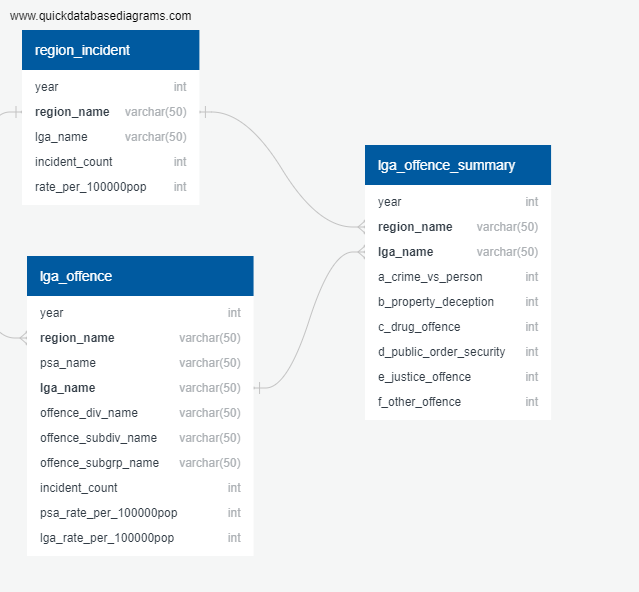 www.quickdatabasediagrams.com
region_incident
year int
region_name varchar(50)
lga_name varchar(50)
incident_count int
rate_per_100000pop int
lga_offence_summary
year int
region_name varchar(50)
lga_name varchar(50)
a_crime_vs_person int
b_property_deception int
c_drug_offence int
d_public_order_security int
e_justice_offence int
f_other_offence int
lga_offence
year int
region_name varchar(50)
psa_name varchar(50)
lga_name varchar(50)
offence_div_name varchar(50)
offence_subdiv_name varchar(50)
offence_subgrp_name varchar(50)
incident_count int
psa_rate_per_100000pop int
lga_rate_per_100000pop int